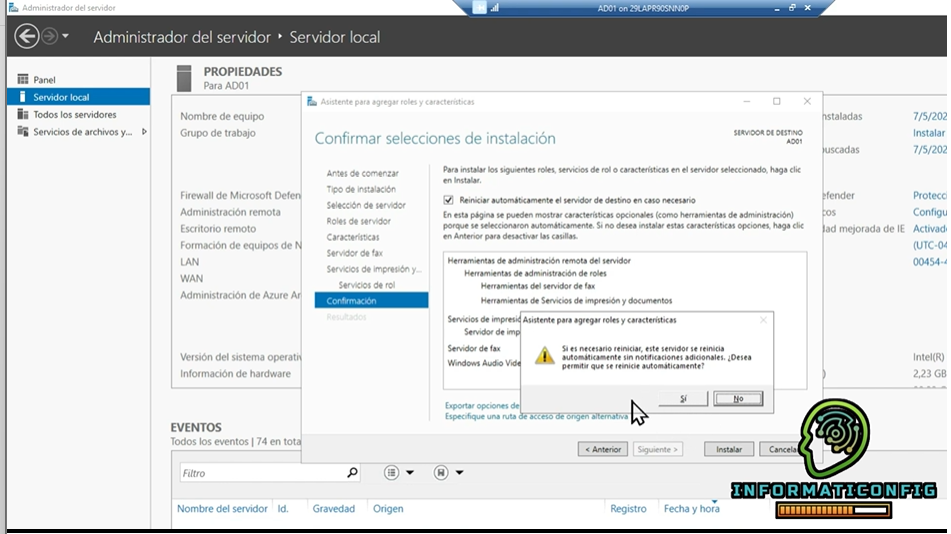 Administrador del servidor
AD01 on 29LAPR90SNN0P
Administrador del servidor ‣ Servidor local
Panel
Servidor local
Todos los servidores
Servicios de archivos y...
PROPIEDADES
Para AD01
Nombre de equipo
Grupo de trabajo
Firewall de Microsoft Defen
Administración remota
Escritorio remoto
Formación de equipos de N
LAN
WAN
Administración de Azure Ar
Versión del sistema operativ
Información de hardware
nstaladas
7/5/202
Instalar
uscadas
7/5/202
efender
Protecci
cos
Configu
dad mejorada de IE
Activad
(UTC-04
00454-4
Intel(R)
2,23 GB
Asistente para agregar roles y características
Confirmar selecciones de instalación
SERVIDOR DE DESTINO
AD01
Antes de comenzar
Tipo de instalación
Selección de servidor
Roles de servidor
Características
Servidor de fax
Servicios de impresión y...
Servicios de rol
Confirmación
Resultados
Para instalar los siguientes roles, servicios de rol o características en el servidor seleccionado, haga clic
en Instalar.
Reiniciar automáticamente el servidor de destino en caso necesario
En esta página se pueden mostrar características opcionales (como herramientas de administración)
porque se seleccionaron automáticamente. Si no desea instalar estas características opciones, haga clic
en Anterior para desactivar las casillas.
Herramientas de administración remota del servidor
Herramientas de administración de roles
Herramientas del servidor de fax
Herramientas de Servicios de impresión y documentos
Servicios de impresió
Servidor de imp
Servidor de fax
Windows Audio Vide
Asistente para agregar roles y características
Si es necesario reiniciar, este servidor se reinicia
automáticamente sin notificaciones adicionales. ¿Desea
permitir que se reinicie automáticamente?
Sí
No
Exportar opciones de
Especifique una ruta de acceso de origen alternativa
< Anterior
Siguiente >
Instalar
Cancela
EVENTOS
Todos los eventos | 74 en tota
Filtro
Nombre del servidor
Id.
Gravedad
Origen
Registro
Fecha y hora
INFORMATICONFIG